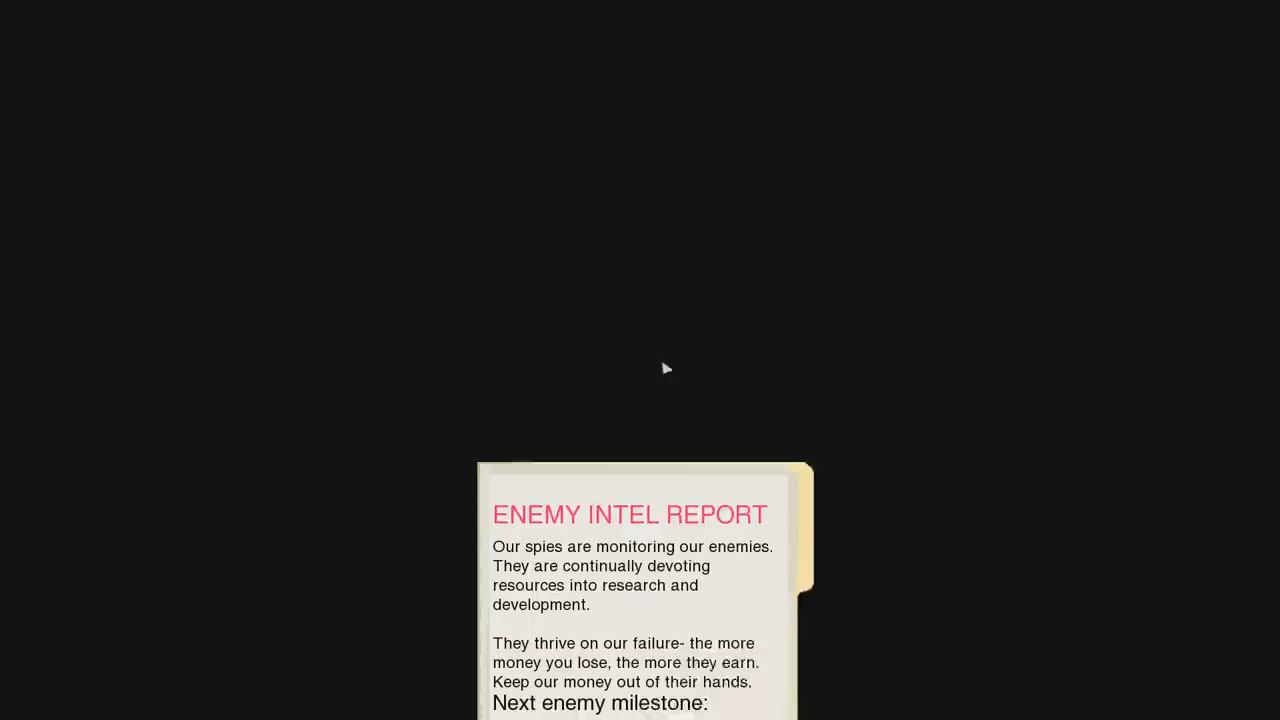 ENEMY INTEL REPORT
Our spies are monitoring our enemies.
They are continually devoting
resources into research and
development.
They thrive on our failure- the more
money you lose, the more they earn.
Keep our money out of their hands.
Next enemy milestone: